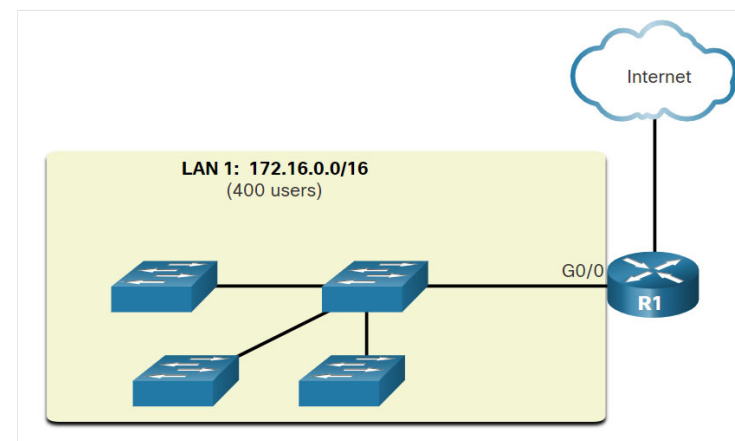 Internet
LAN 1: 172.16.0.0/16
(400 users)
G0/0
R1